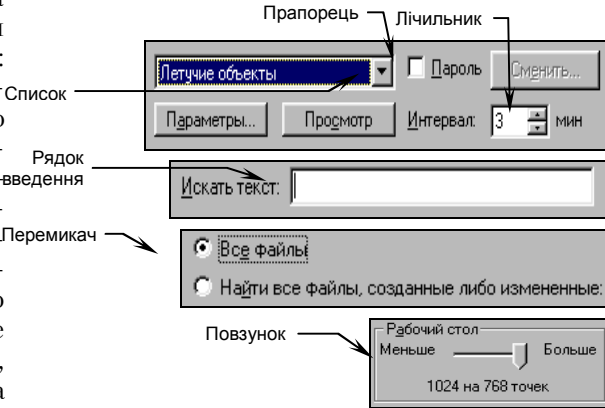 Прапорець
Лічильник
Летучие объекты
Пароль
Сменить...
Список
Параметры...
Просмотр
Интервал:
3
мин
Рядок
введення
Искать текст:
Перемикач
Все файлы
Найти все файлы, созданные либо измененные:
Повзунок
Рабочий стол
Меньше
Больше
1024 на 768 точек